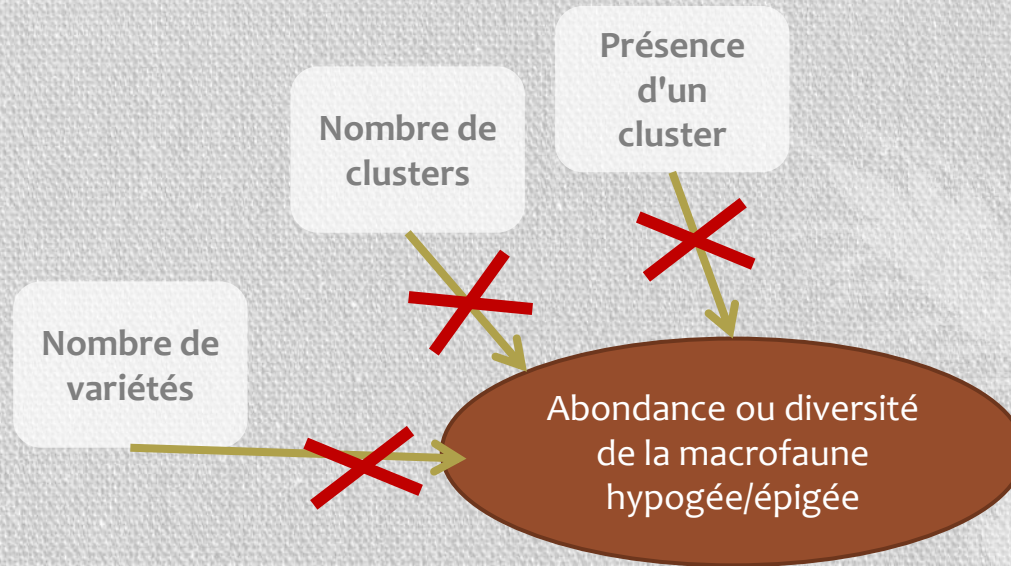 Présence
d'un
cluster
Nombre de
clusters
Nombre de
variétés
Abondance ou diversité
de la macrofaune
hypogée/épigée